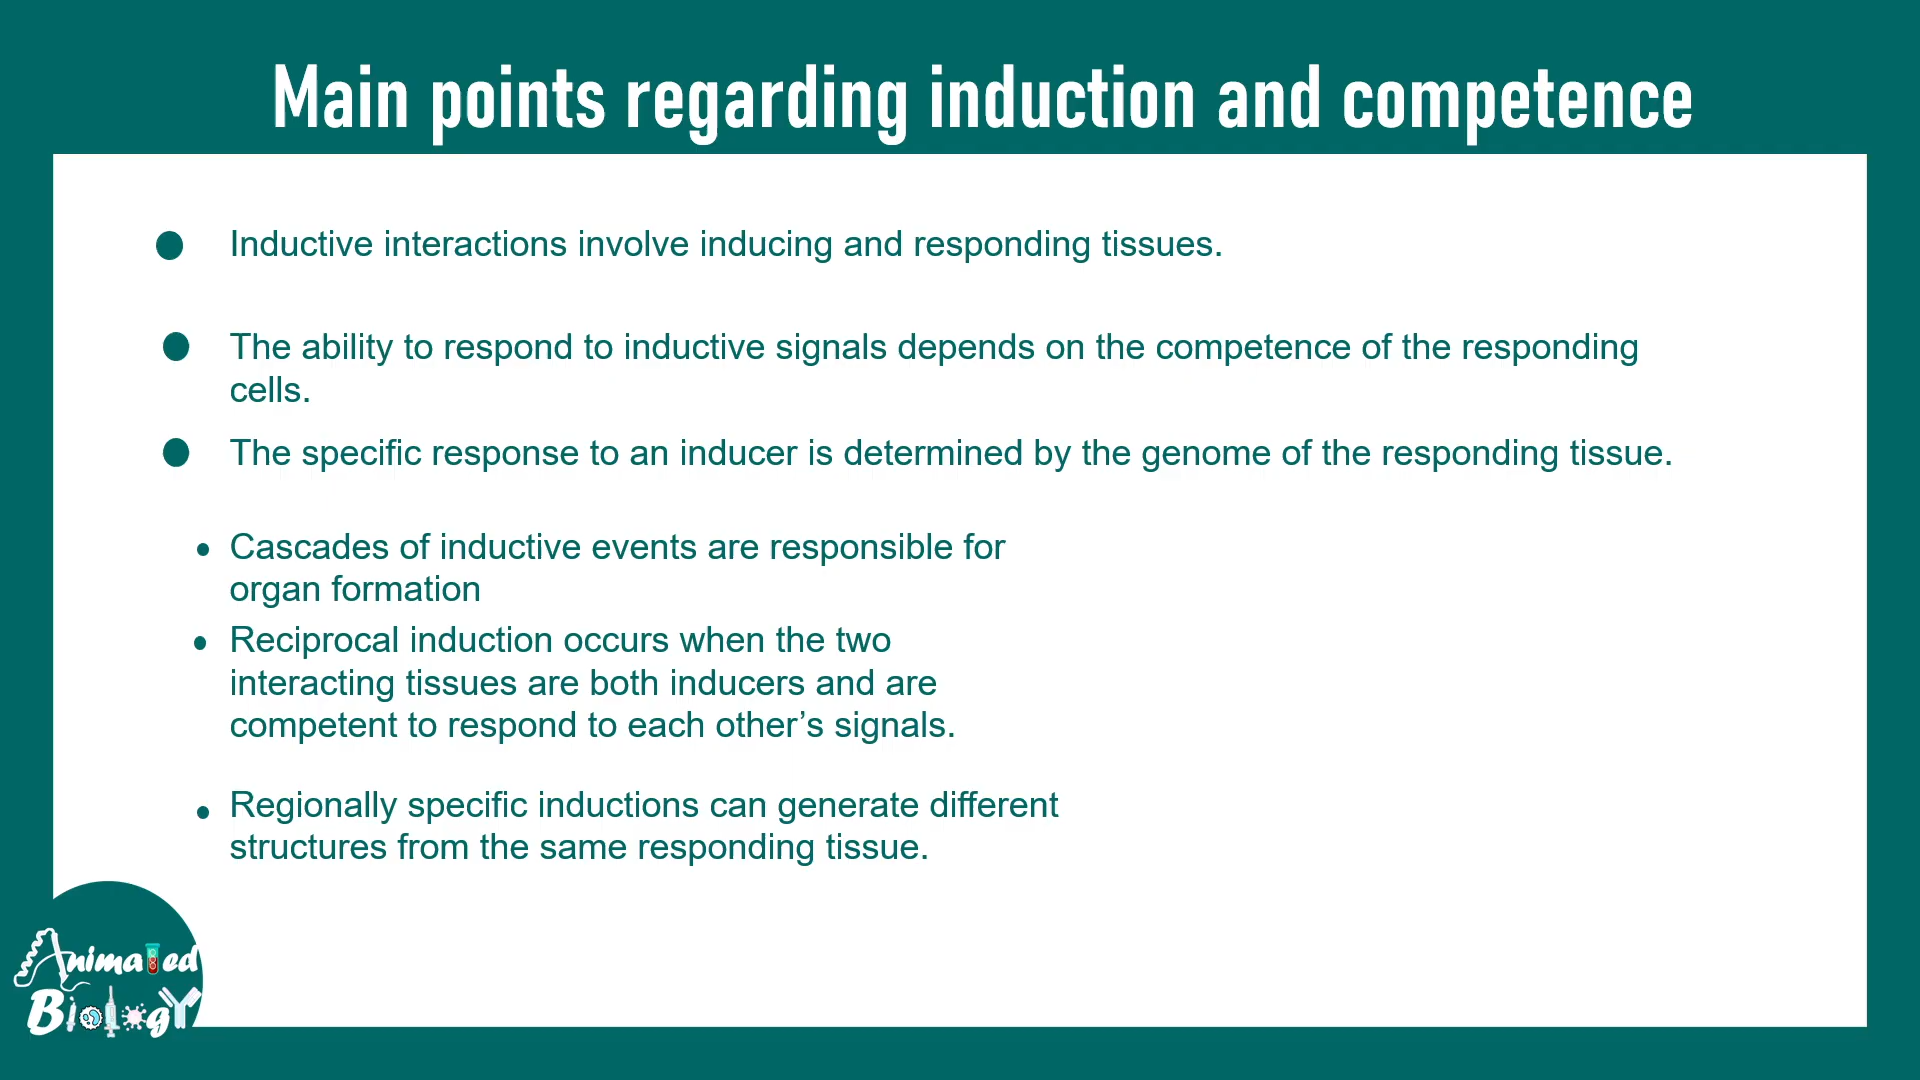 Main points regarding induction and competence
Inductive interactions involve inducing and responding tissues.
The ability to respond to inductive signals depends on the competence of the responding
cells.
The specific response to an inducer is determined by the genome of the responding tissue.
Cascades of inductive events are responsible for
organ formation
Reciprocal induction occurs when the two
interacting tissues are both inducers and are
competent to respond to each other’s signals.
Regionally specific inductions can generate different
structures from the same responding tissue.
Animated
Biology